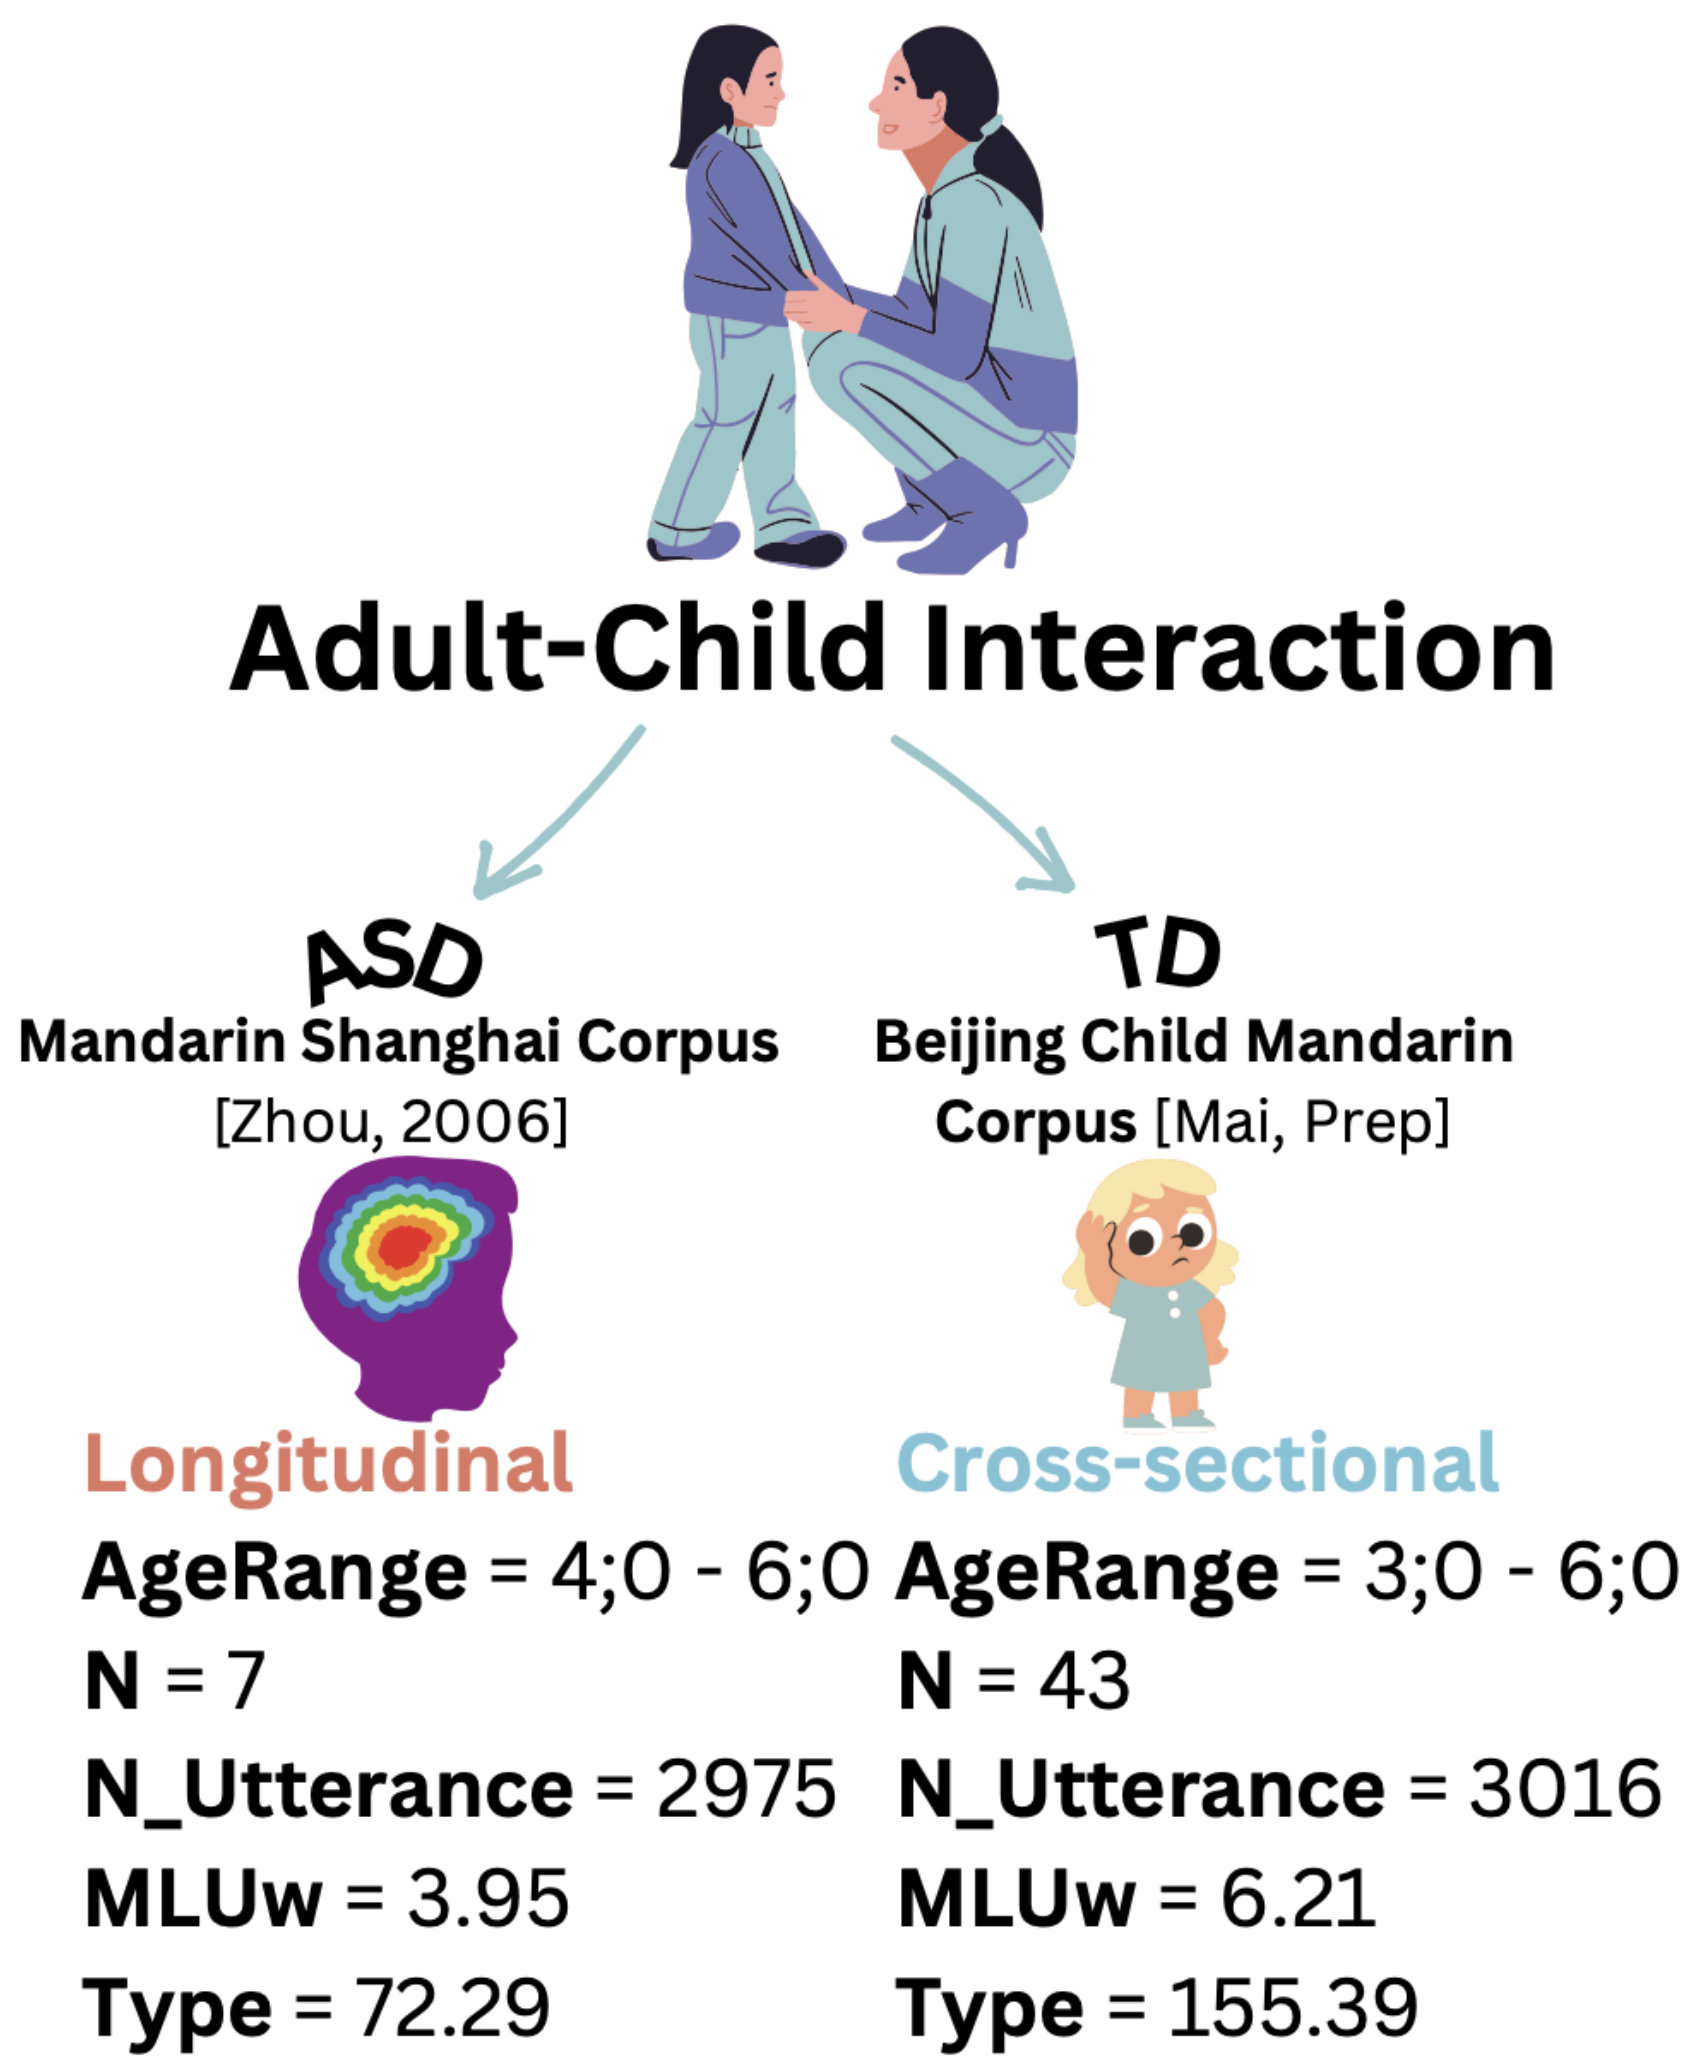 Adult-Child Interaction
ASD
Mandarin Shanghai Corpus
[Zhou, 2006]
Longitudinal
AgeRange = 4;0 - 6;0
N = 7
N_Utterance = 2975
MLUw = 3.95
Type = 72.29
TD
Beijing Child Mandarin
Corpus [Mai, Prep]
Cross-sectional
AgeRange = 3;0 - 6;0
N = 43
N_Utterance = 3016
MLUw = 6.21
Type = 155.39